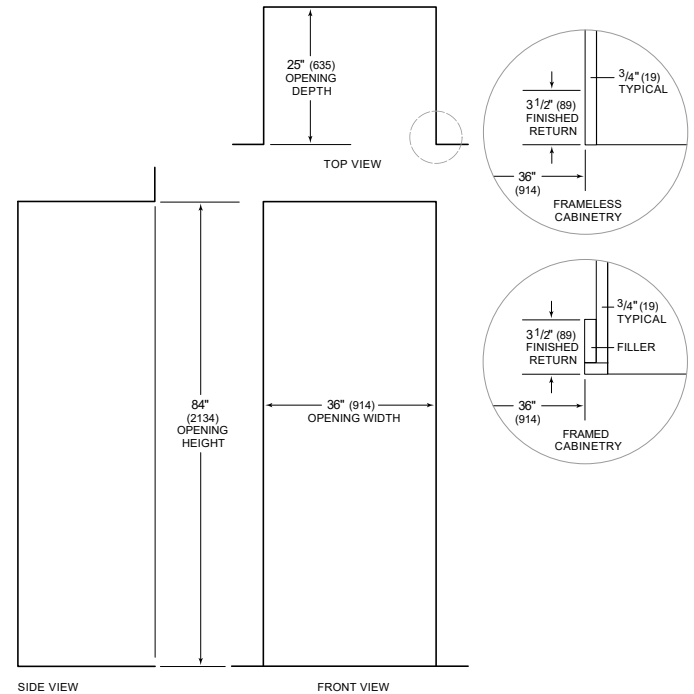 25" (635)
OPENING
DEPTH
TOP VIEW
3/4" (19)
TYPICAL
3 1/2" (89)
FINISHED
RETURN
36"
(914)
FRAMELESS
CABINETRY
3/4" (19)
TYPICAL
3 1/2" (89)
FINISHED
RETURN
FILLER
36"
(914)
FRAMED
CABINETRY
84"
(2134)
OPENING
HEIGHT
36" (914)
OPENING WIDTH
SIDE VIEW
FRONT VIEW